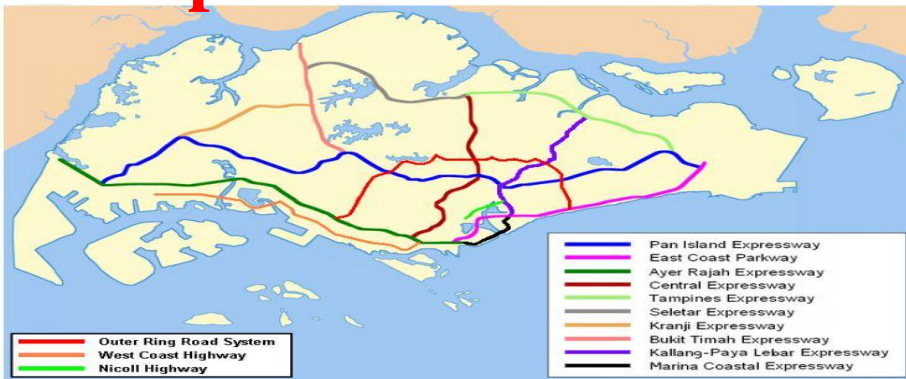 Outer Ring Road System
West Coast Highway
Nicoll Highway
Pan Island Expressway
East Coast Parkway
Ayer Rajah Expressway
Central Expressway
Tampines Expressway
Seletar Expressway
Kranji Expressway
Bukit Timah Expressway
Kallang-Paya Lebar Expressway
Marina Coastal Expressway